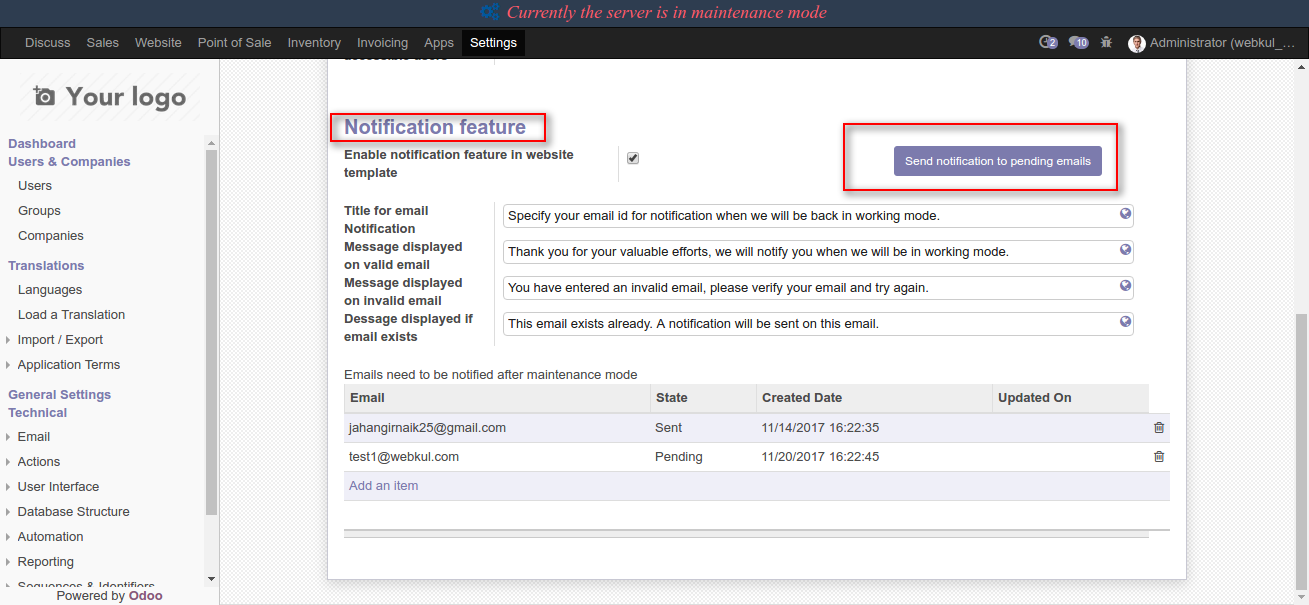 Currently the server is in maintenance mode
Discuss Sales Website Point of Sale Inventory Invoicing Apps Settings 2 10 Administrator (webkul_...
Your logo
Dashboard
Users & Companies
Users
Groups
Companies
Translations
Languages
Load a Translation
Import / Export
Application Terms
General Settings
Technical
Email
Actions
User Interface
Database Structure
Automation
Reporting
Sequences & Identifiers
Powered by Odoo
accessible users
Notification feature
Enable notification feature in website
template
Send notification to pending emails
Title for email
Notification
Specify your email id for notification when we will be back in working mode.
Message displayed
on valid email
Thank you for your valuable efforts, we will notify you when we will be in working mode.
Message displayed
on invalid email
You have entered an invalid email, please verify your email and try again.
Dessage displayed if
email exists
This email exists already. A notification will be sent on this email.
Emails need to be notified after maintenance mode
Email State Created Date Updated On
jahangirnaik25@gmail.com Sent 11/14/2017 16:22:35
test1@webkul.com Pending 11/20/2017 16:22:45
Add an item